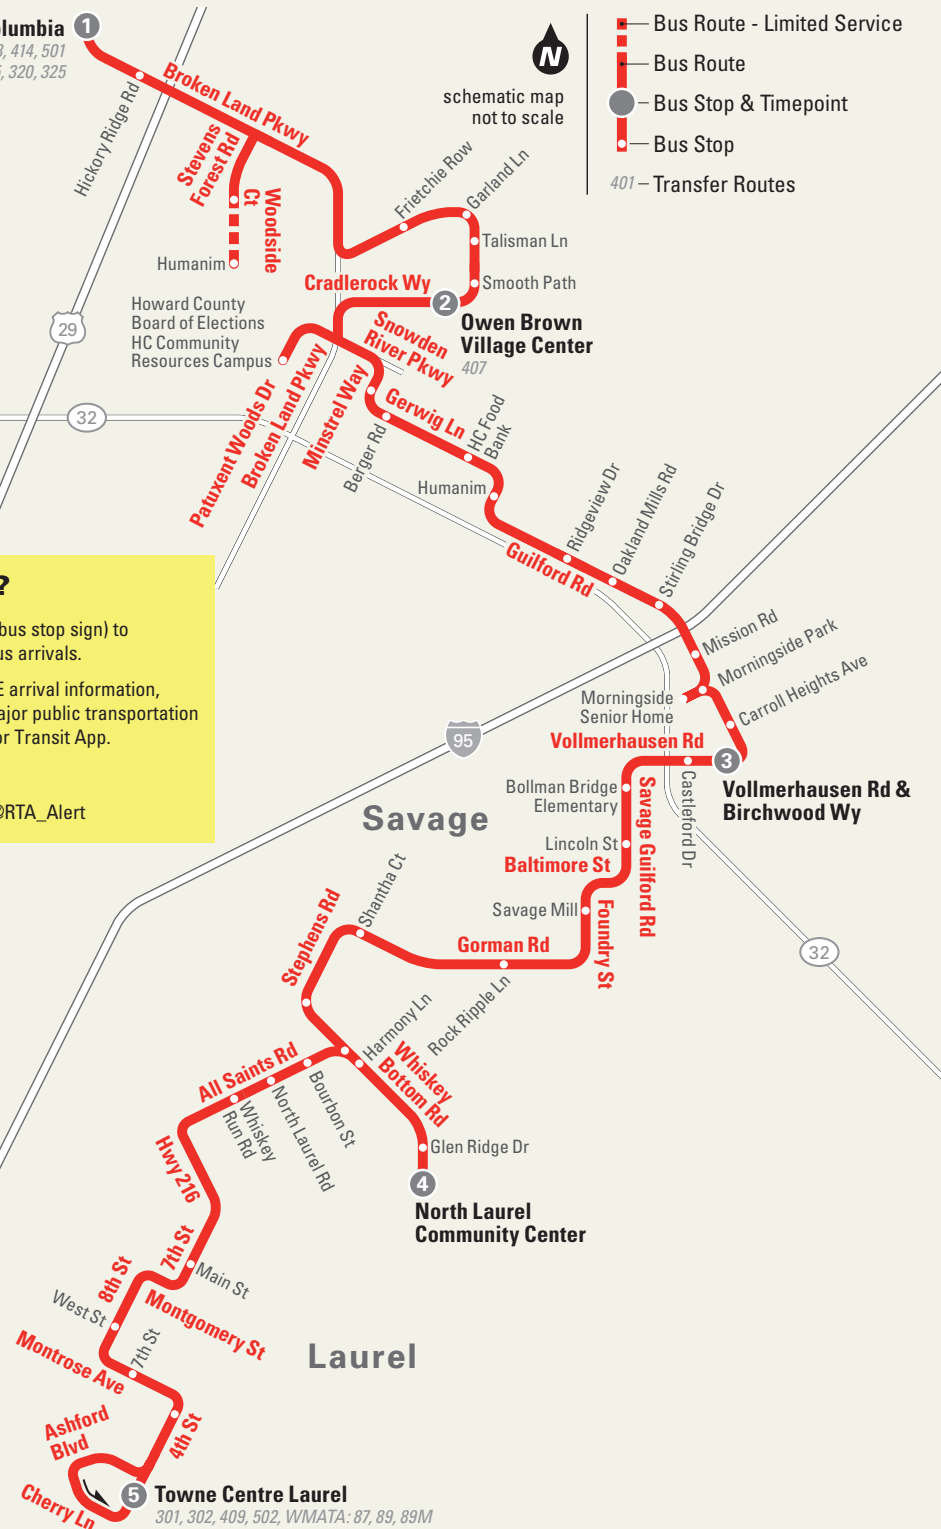 olumbia
1
, 414, 501
, 320, 325
Hickory Ridge Rd
Broken Land Pkwy
N
schematic map
not to scale
Bus Route - Limited Service
Bus Route
Bus Stop & Timepoint
Bus Stop
401
Transfer Routes
Stevens
Forest Rd
Woodside
Ct
Humanim
Frietchie Row
Garland Ln
Talisman Ln
Smooth Path
Cradlerock Wy
2
Owen Brown
Village Center
407
Howard County
Board of Elections
HC Community
Resources Campus
29
32
Snowden
River Pkwy
Patuxent Woods Dr
Broken Land Pkwy
Minstrel Way
Gerwig Ln
Berger Rd
HC Food
Bank
Humanim
Guilford Rd
Ridgeview Dr
Oakland Mills Rd
Stirling Bridge Dr
?
bus stop sign) to
us arrivals.
E arrival information,
ajor public transportation
or Transit App.
@RTA_Alert
Mission Rd
Morningside Park
Morningside
Senior Home
Carroll Heights Ave
95
Vollmerhausen Rd
3
Vollmerhausen Rd &
Birchwood Wy
Castleford Dr
Bollman Bridge
Elementary
Savage Guilford Rd
Savage
Lincoln St
Baltimore St
Savage Mill
Foundry St
Gorman Rd
32
Shantha Ct
Stephens Rd
Rock Ripple Ln
Harmony Ln
Whiskey
Bottom Rd
All Saints Rd
Bourbon St
North Laurel Rd
Whiskey
Run Rd
Glen Ridge Dr
4
North Laurel
Community Center
Hwy 216
7th St
Main St
8th St
Montgomery St
West St
7th St
Laurel
Montrose Ave
4th St
Ashford
Blvd
Cherry Ln
5
Towne Centre Laurel
301, 302, 409, 502, WMATA: 87, 89, 89M